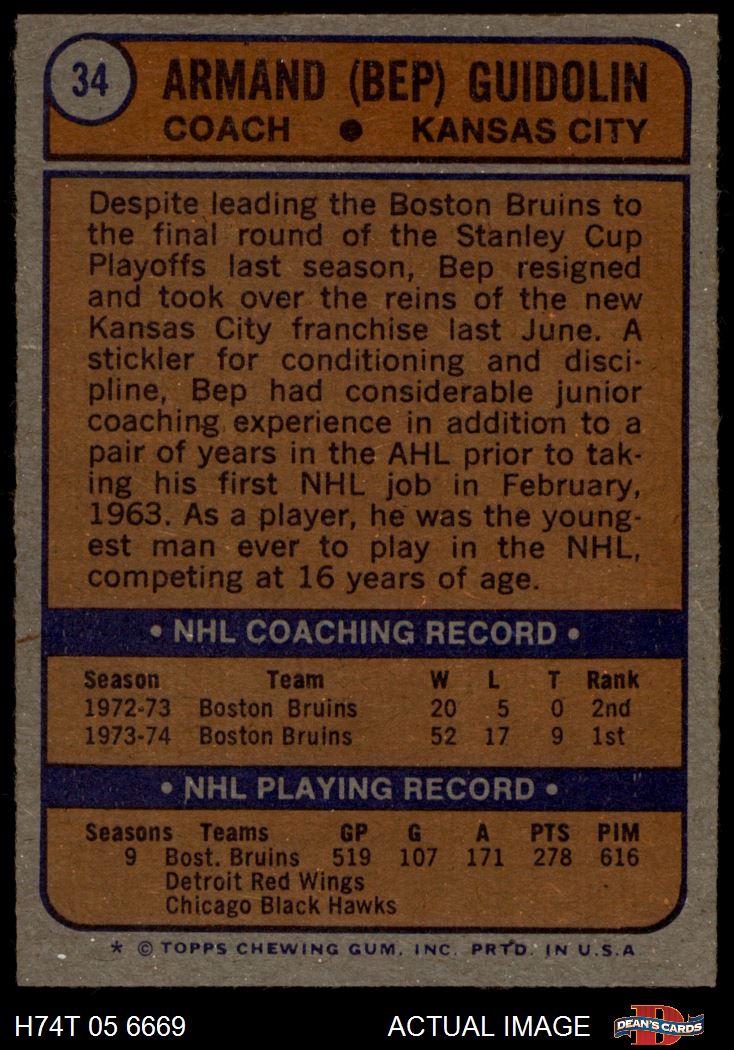 34
ARMAND (BEP) GUIDOLIN
COACH • KANSAS CITY
Despite leading the Boston Bruins to
the final round of the Stanley Cup
Playoffs last season, Bep resigned
and took over the reins of the new
Kansas City franchise last June. A
stickler for conditioning and disci-
pline, Bep had considerable junior
coaching experience in addition to a
pair of years in the AHL prior to tak-
ing his first NHL job in February,
1963. As a player, he was the young-
est man ever to play in the NHL,
competing at 16 years of age.
• NHL COACHING RECORD •
Season Team W L T Rank
1972-73 Boston Bruins 20 5 0 2nd
1973-74 Boston Bruins 52 17 9 1st
• NHL PLAYING RECORD •
Seasons Teams GP G A PTS PIM
9 Bost. Bruins 519 107 171 278 616
Detroit Red Wings
Chicago Black Hawks
* © TOPPS CHEWING GUM, INC. PRTD. IN U.S.A
H74T 05 6669 ACTUAL IMAGE
D
DEAN'S CARDS